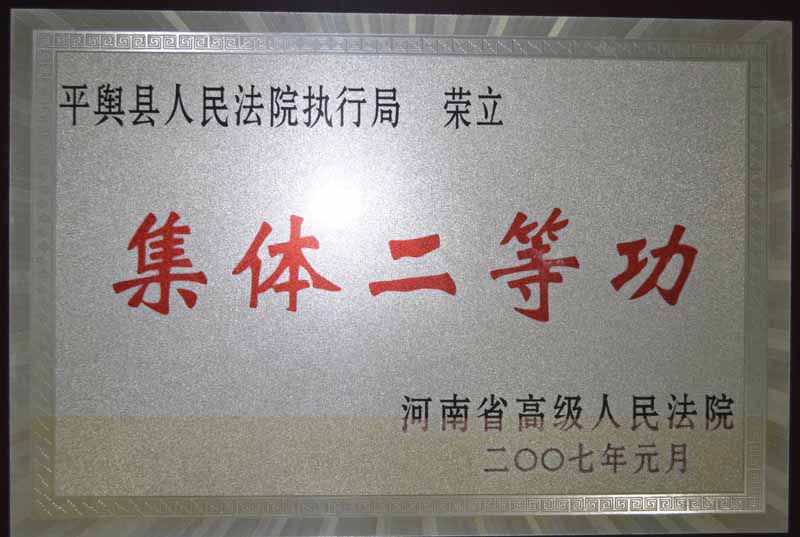 平舆县人民法院执行局 荣立
集体二等功
河南省高级人民法院
二〇〇七年元月